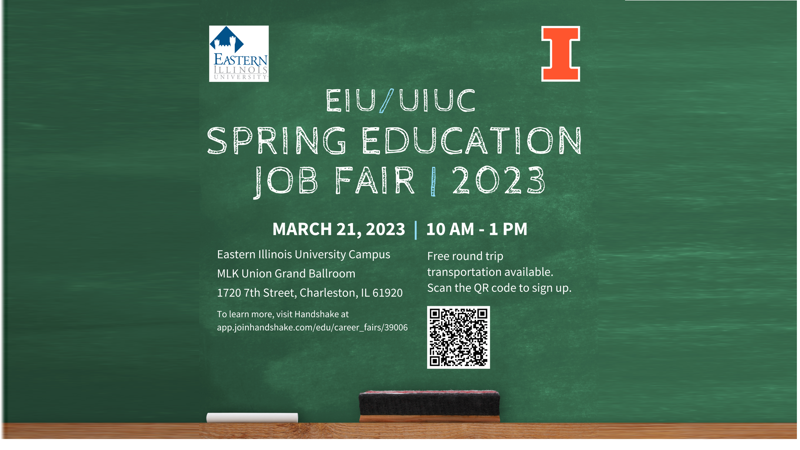 EASTERN
ILLINOIS
UNIVERSITY
I
EIU/UIUC
SPRING EDUCATION
JOB FAIR | 2023
MARCH 21, 2023 | 10 AM - 1 PM
Eastern Illinois University Campus
MLK Union Grand Ballroom
1720 7th Street, Charleston, IL 61920
To learn more, visit Handshake at
app.joinhandshake.com/edu/career_fairs/39006
Free round trip
transportation available.
Scan the QR code to sign up.